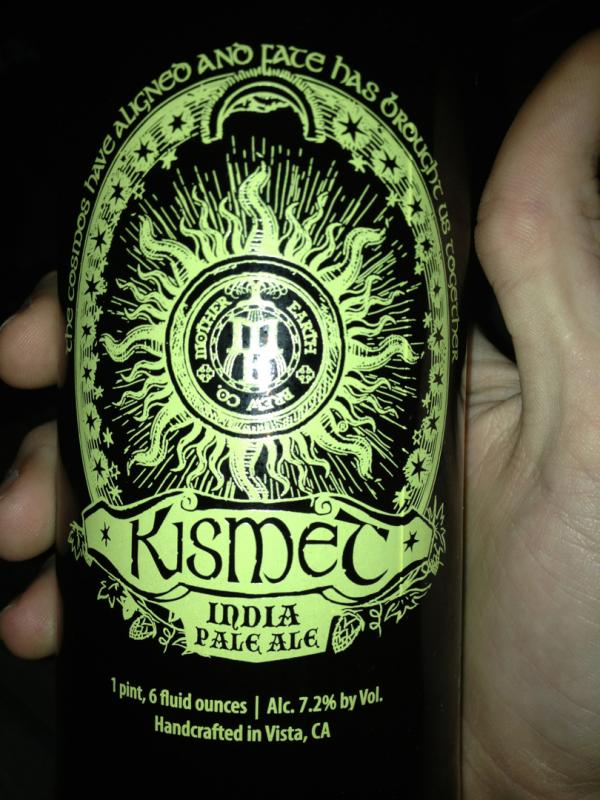 the cosmos have aligned and fate has brought us together
MOTHER EARTH
BREW CO
Kismet
INDIA
PALE ALE
1 pint, 6 fluid ounces | Alc. 7.2% by Vol.
Handcrafted in Vista, CA